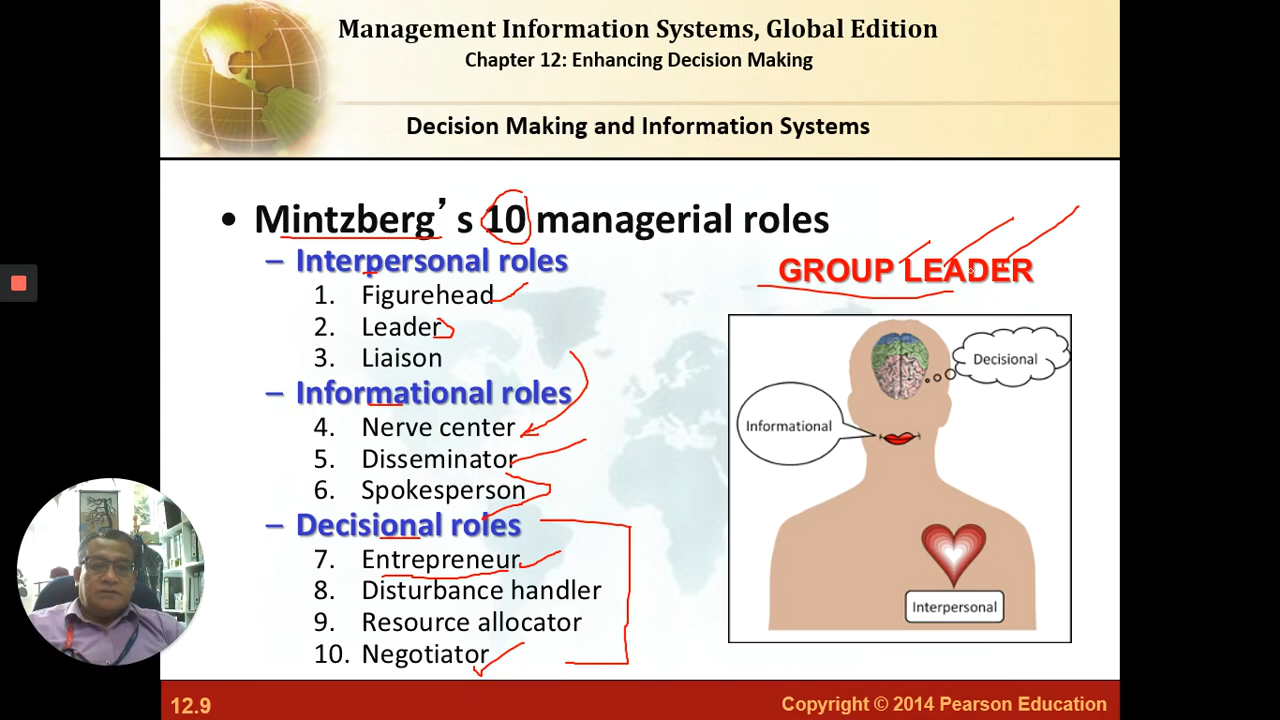 Management Information Systems, Global Edition
Chapter 12: Enhancing Decision Making
Decision Making and Information Systems
• Mintzberg's 10 managerial roles
– Interpersonal roles
1. Figurehead
2. Leader
3. Liaison
– Informational roles
4. Nerve center
5. Disseminator
6. Spokesperson
– Decisional roles
7. Entrepreneur
8. Disturbance handler
9. Resource allocator
10. Negotiator
GROUP LEADER
Decisional
Informational
Interpersonal
12.9
Copyright © 2014 Pearson Education